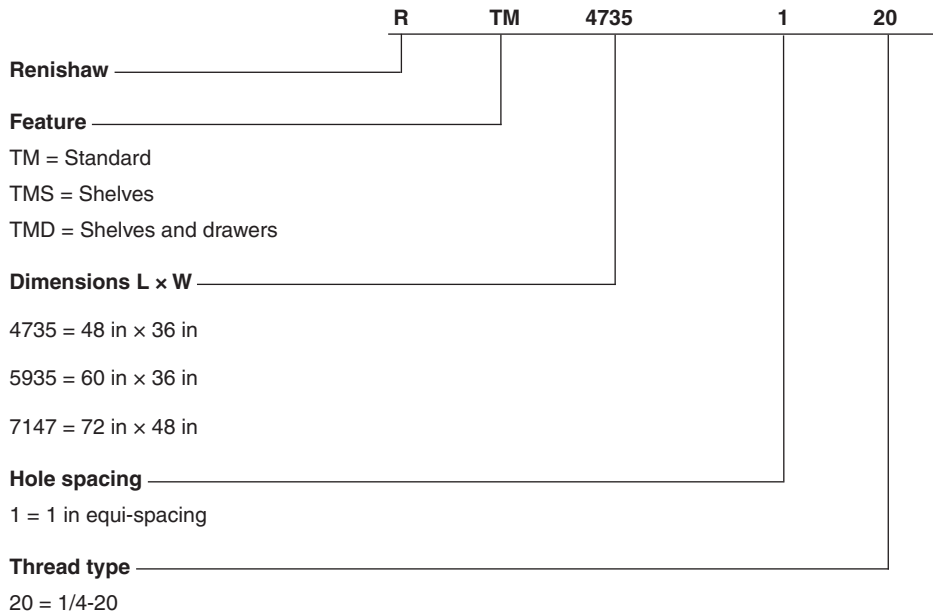 R TM 4735 1 20
Renishaw
Feature
TM = Standard
TMS = Shelves
TMD = Shelves and drawers
Dimensions L × W
4735 = 48 in × 36 in
5935 = 60 in × 36 in
7147 = 72 in × 48 in
Hole spacing
1 = 1 in equi-spacing
Thread type
20 = 1/4-20